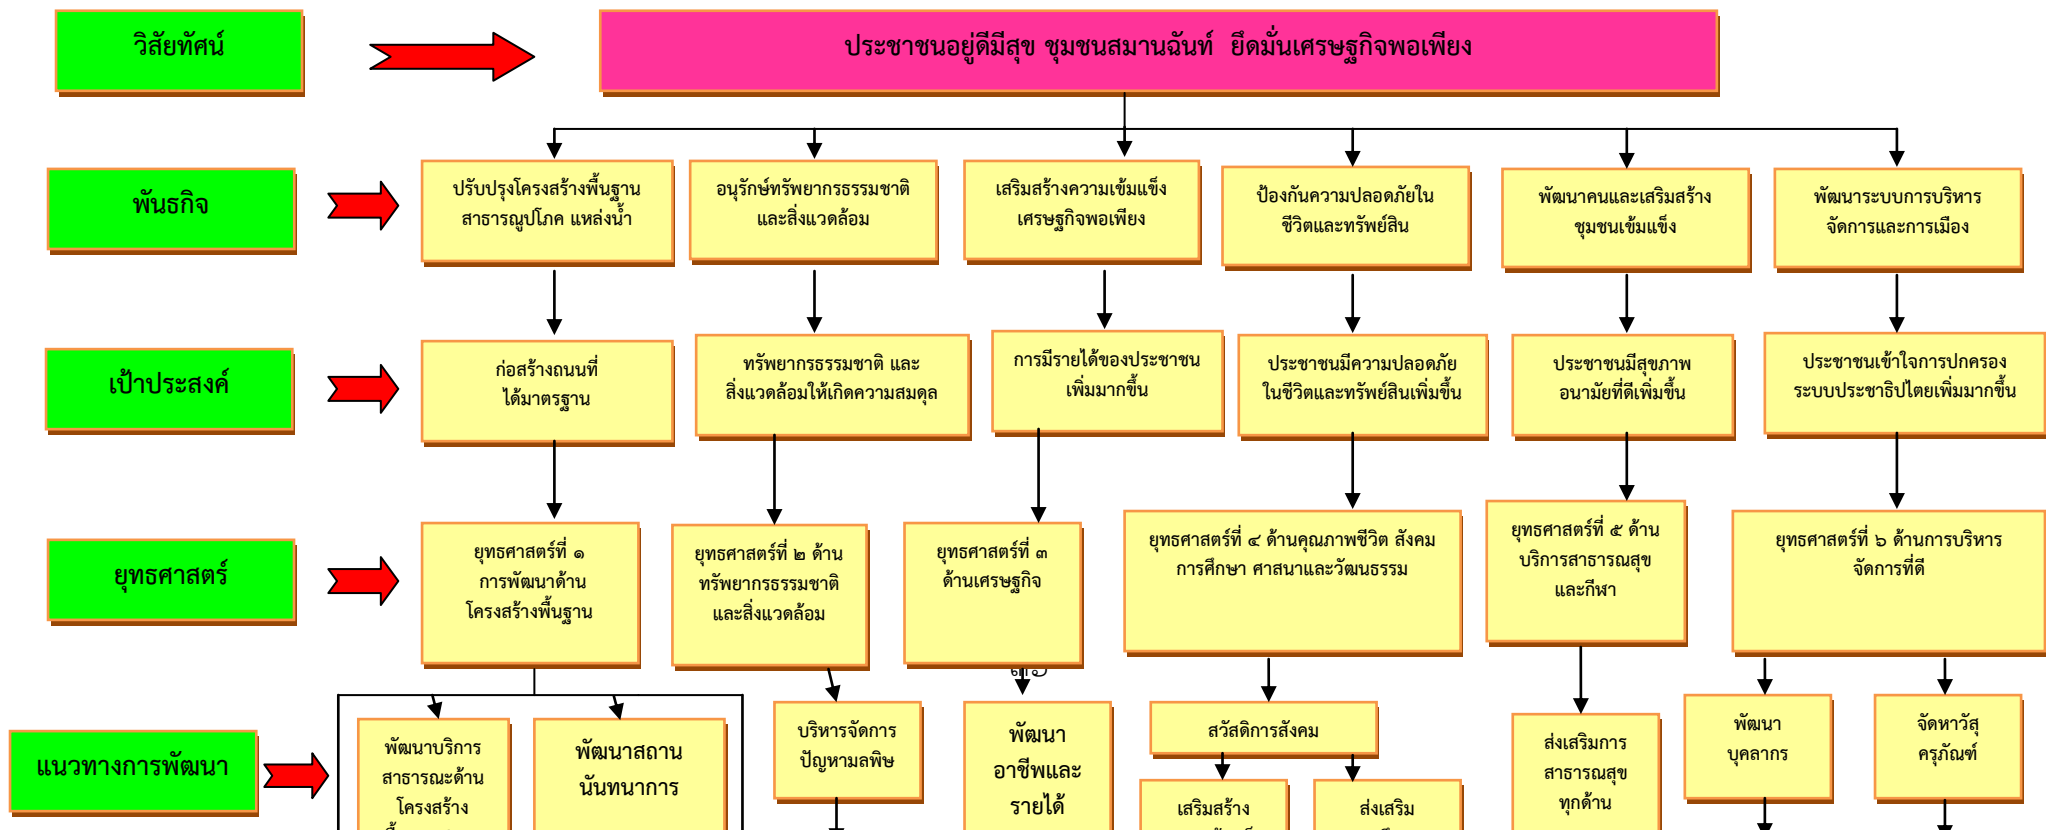 วิสัยทัศน์
ประชาชนอยู่ดีมีสุข ชุมชนสมานฉันท์ ยึดมั่นเศรษฐกิจพอเพียง
พันธกิจ
ปรับปรุงโครงสร้างพื้นฐาน
สาธารณูปโภค แหล่งน้ำ
อนุรักษ์ทรัพยากรธรรมชาติ
และสิ่งแวดล้อม
เสริมสร้างความเข้มแข็ง
เศรษฐกิจพอเพียง
ป้องกันความปลอดภัยใน
ชีวิตและทรัพย์สิน
พัฒนาคนและเสริมสร้าง
ชุมชนเข้มแข็ง
พัฒนาระบบการบริหาร
จัดการและการเมือง
เป้าประสงค์
ก่อสร้างถนนที่
ได้มาตรฐาน
ทรัพยากรธรรมชาติ และ
สิ่งแวดล้อมให้เกิดความสมดุล
การมีรายได้ของประชาชน
เพิ่มมากขึ้น
ประชาชนมีความปลอดภัย
ในชีวิตและทรัพย์สินเพิ่มขึ้น
ประชาชนมีสุขภาพ
อนามัยที่ดีเพิ่มขึ้น
ประชาชนเข้าใจการปกครอง
ระบบประชาธิปไตยเพิ่มมากขึ้น
ยุทธศาสตร์
ยุทธศาสตร์ที่ ๑
การพัฒนาด้าน
โครงสร้างพื้นฐาน
ยุทธศาสตร์ที่ ๒ ด้าน
ทรัพยากรธรรมชาติ
และสิ่งแวดล้อม
ยุทธศาสตร์ที่ ๓
ด้านเศรษฐกิจ
ยุทธศาสตร์ที่ ๔ ด้านคุณภาพชีวิต สังคม
การศึกษา ศาสนาและวัฒนธรรม
ยุทธศาสตร์ที่ ๕ ด้าน
บริการสาธารณสุข
และกีฬา
ยุทธศาสตร์ที่ ๖ ด้านการบริหาร
จัดการที่ดี
แนวทางการพัฒนา
พัฒนาบริการ
สาธารณะด้าน
โครงสร้าง
พัฒนาสถาน
นันทนาการ
บริหารจัดการ
ปัญหามลพิษ
พัฒนา
อาชีพและ
รายได้
สวัสดิการสังคม
เสริมสร้าง
ส่งเสริม
ส่งเสริมการ
สาธารณสุข
ทุกด้าน
พัฒนา
บุคลากร
จัดหาวัสุ
ครุภัณฑ์